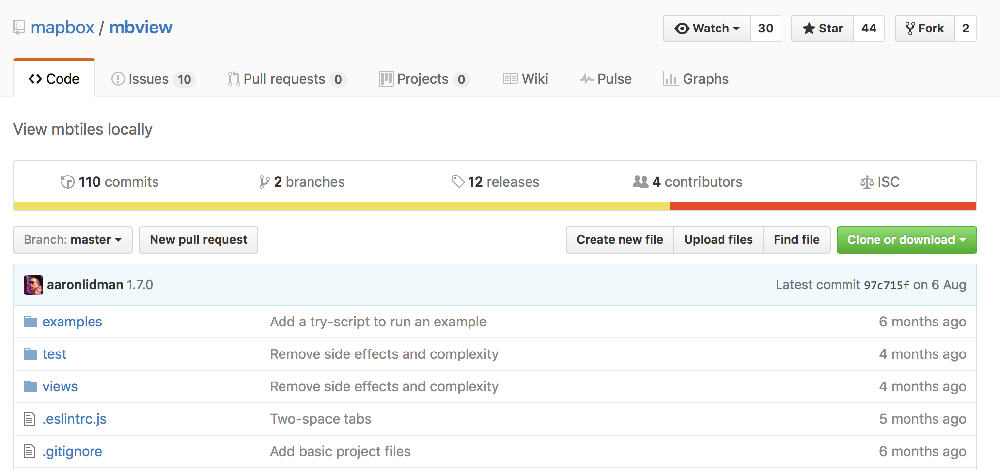 mapbox / mbview
Watch 30 Star 44 Fork 2
Code Issues 10 Pull requests 0 Projects 0 Wiki Pulse Graphs
View mbtiles locally
110 commits 2 branches 12 releases 4 contributors ISC
Branch: master New pull request Create new file Upload files Find file Clone or download
aaronlidman 1.7.0 Latest commit 97c715f on 6 Aug
examples Add a try-script to run an example 6 months ago
test Remove side effects and complexity 4 months ago
views Remove side effects and complexity 4 months ago
.eslintrc.js Two-space tabs 5 months ago
.gitignore Add basic project files 6 months ago